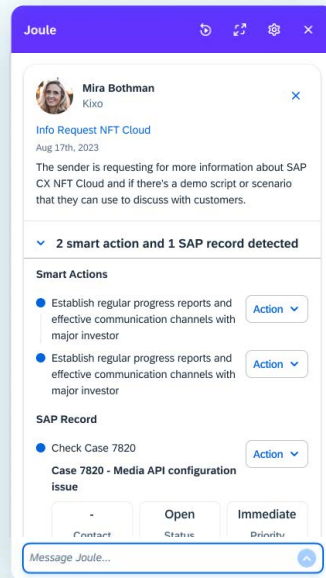 Joule
Mira Bothman
Kixo
Info Request NFT Cloud
Aug 17th, 2023
The sender is requesting for more information about SAP
CX NFT Cloud and if there's a demo script or scenario
that they can use to discuss with customers.
2 smart action and 1 SAP record detected
Smart Actions
Establish regular progress reports and
effective communication channels with
major investor
Action
Establish regular progress reports and
effective communication channels with
major investor
Action
SAP Record
Check Case 7820
Action
Case 7820 - Media API configuration
issue
- Open Immediate
Contact Status Priority
Message Joule...